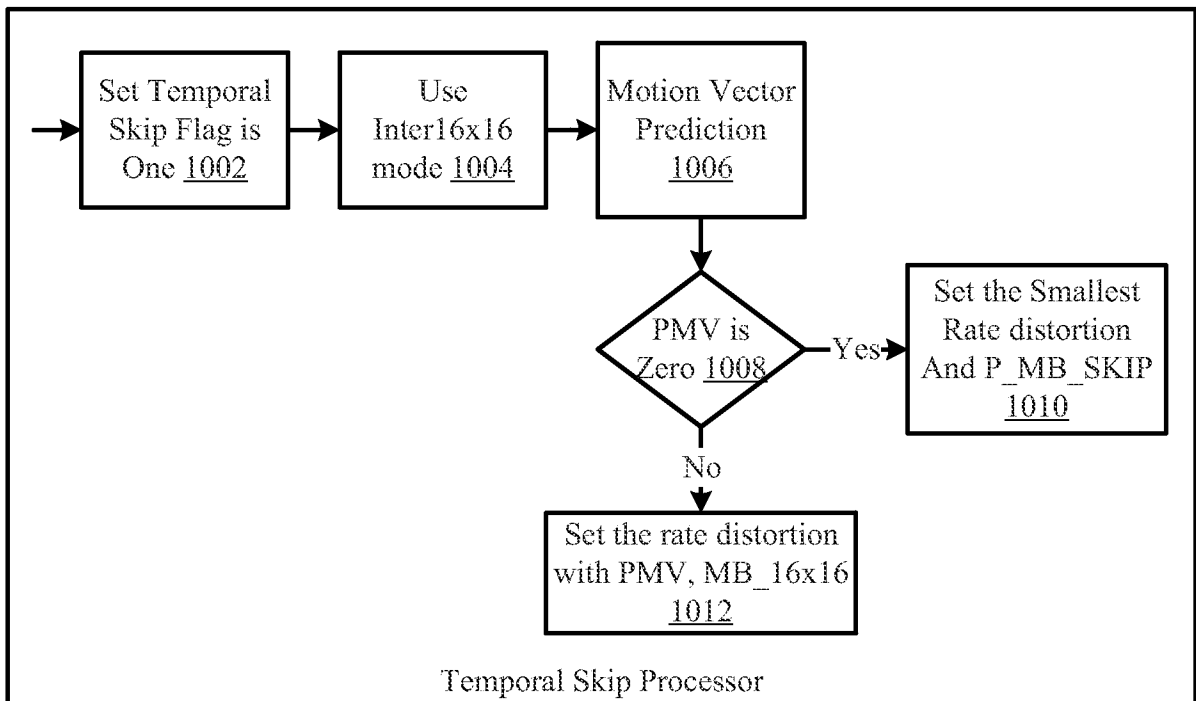 Set Temporal
Skip Flag is
One 1002
Use
Inter16x16
mode 1004
Motion Vector
Prediction
1006
PMV is
Zero 1008
Yes
Set the Smallest
Rate distortion
And P_MB_SKIP
1010
No
Set the rate distortion
with PMV, MB_16x16
1012
Temporal Skip Processor